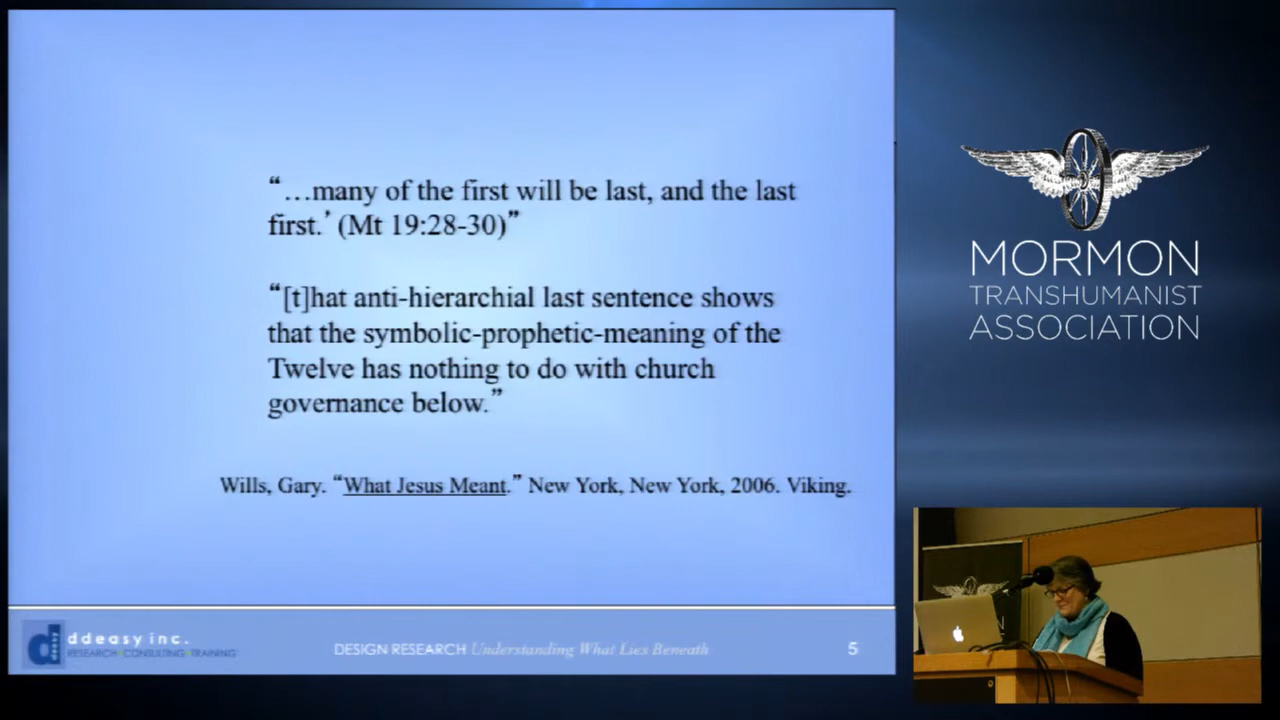 “…many of the first will be last, and the last
first.’ (Mt 19:28-30)”
“[t]hat anti-hierarchial last sentence shows
that the symbolic-prophetic-meaning of the
Twelve has nothing to do with church
governance below.”
Wills, Gary. “What Jesus Meant.” New York, New York, 2006. Viking.
d
ddeasy inc.
RESEARCH•CONSULTING•TRAINING
DESIGN RESEARCH Understanding What Lies Beneath
5
MORMON
TRANSHUMANIST
ASSOCIATION